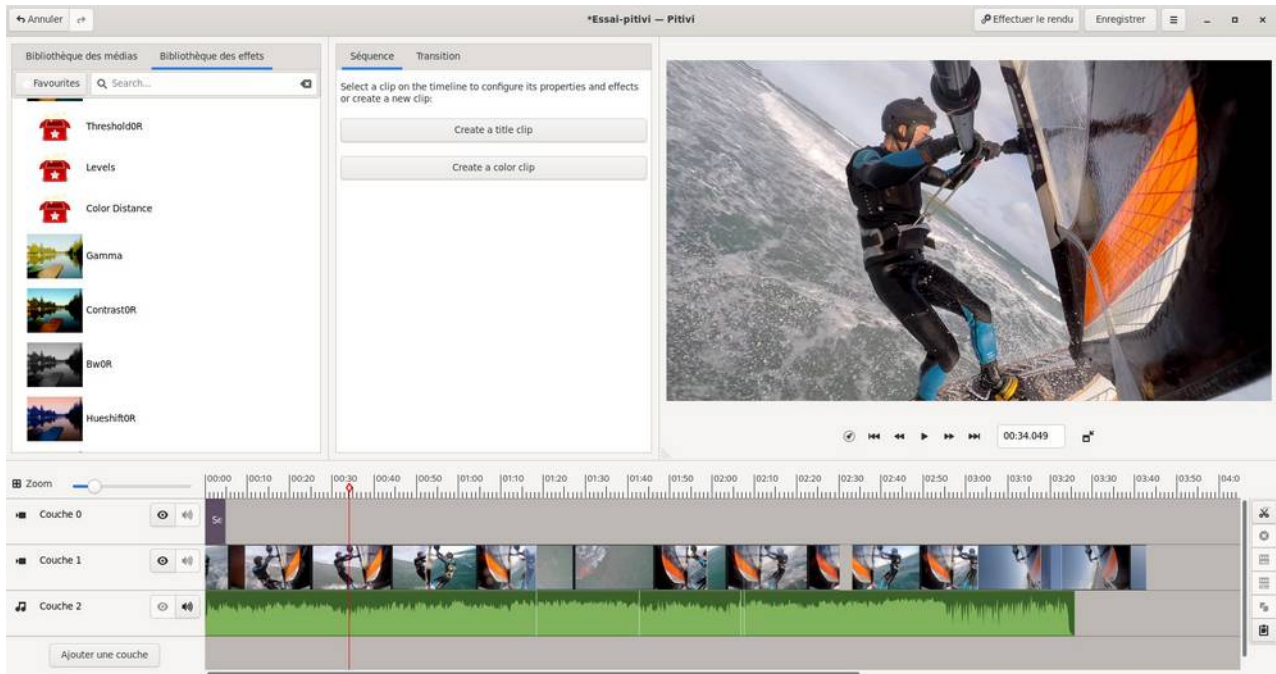 Annuler
*Essai-pitivi — Pitivi
Effectuer le rendu
Enregistrer
Bibliothèque des médias
Bibliothèque des effets
Favourites
Search...
Threshold0R
Levels
Color Distance
Gamma
Contrast0R
Bw0R
Hueshift0R
Séquence
Transition
Select a clip on the timeline to configure its properties and effects
or create a new clip:
Create a title clip
Create a color clip
00:34.049
Zoom
00:00 00:10 00:20 00:30 00:40 00:50 01:00 01:10 01:20 01:30 01:40 01:50 02:00 02:10 02:20 02:30 02:40 02:50 03:00 03:10 03:20 03:30 03:40 03:50 04:0
Couche 0
Se
Couche 1
Couche 2
Ajouter une couche